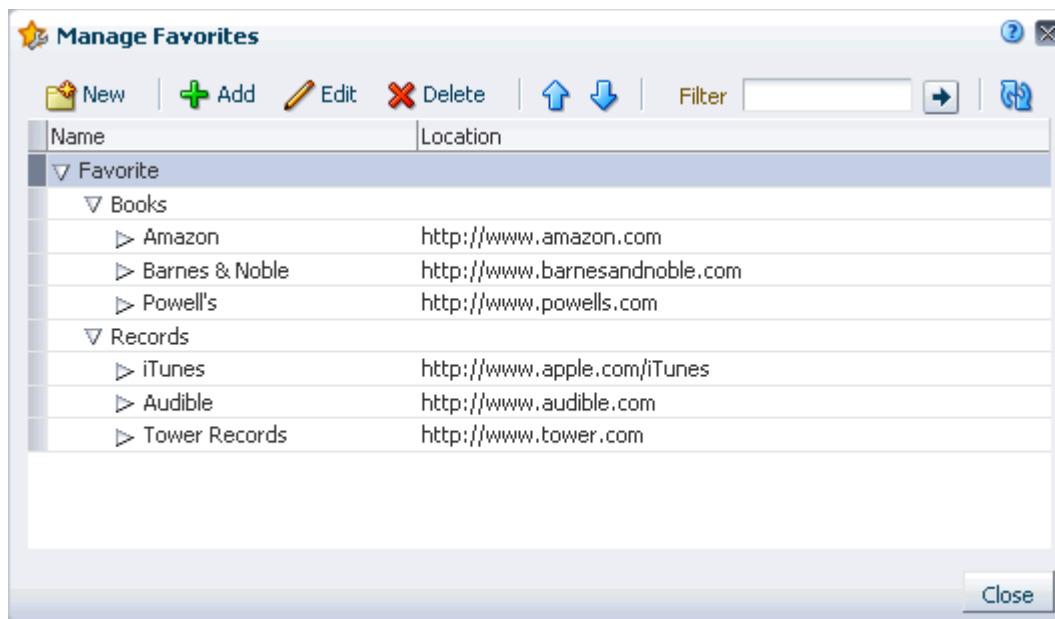 Manage Favorites
New Add Edit Delete Filter
Name Location
Favorite
Books
Amazon http://www.amazon.com
Barnes & Noble http://www.barnesandnoble.com
Powell's http://www.powells.com
Records
iTunes http://www.apple.com/iTunes
Audible http://www.audible.com
Tower Records http://www.tower.com
Close